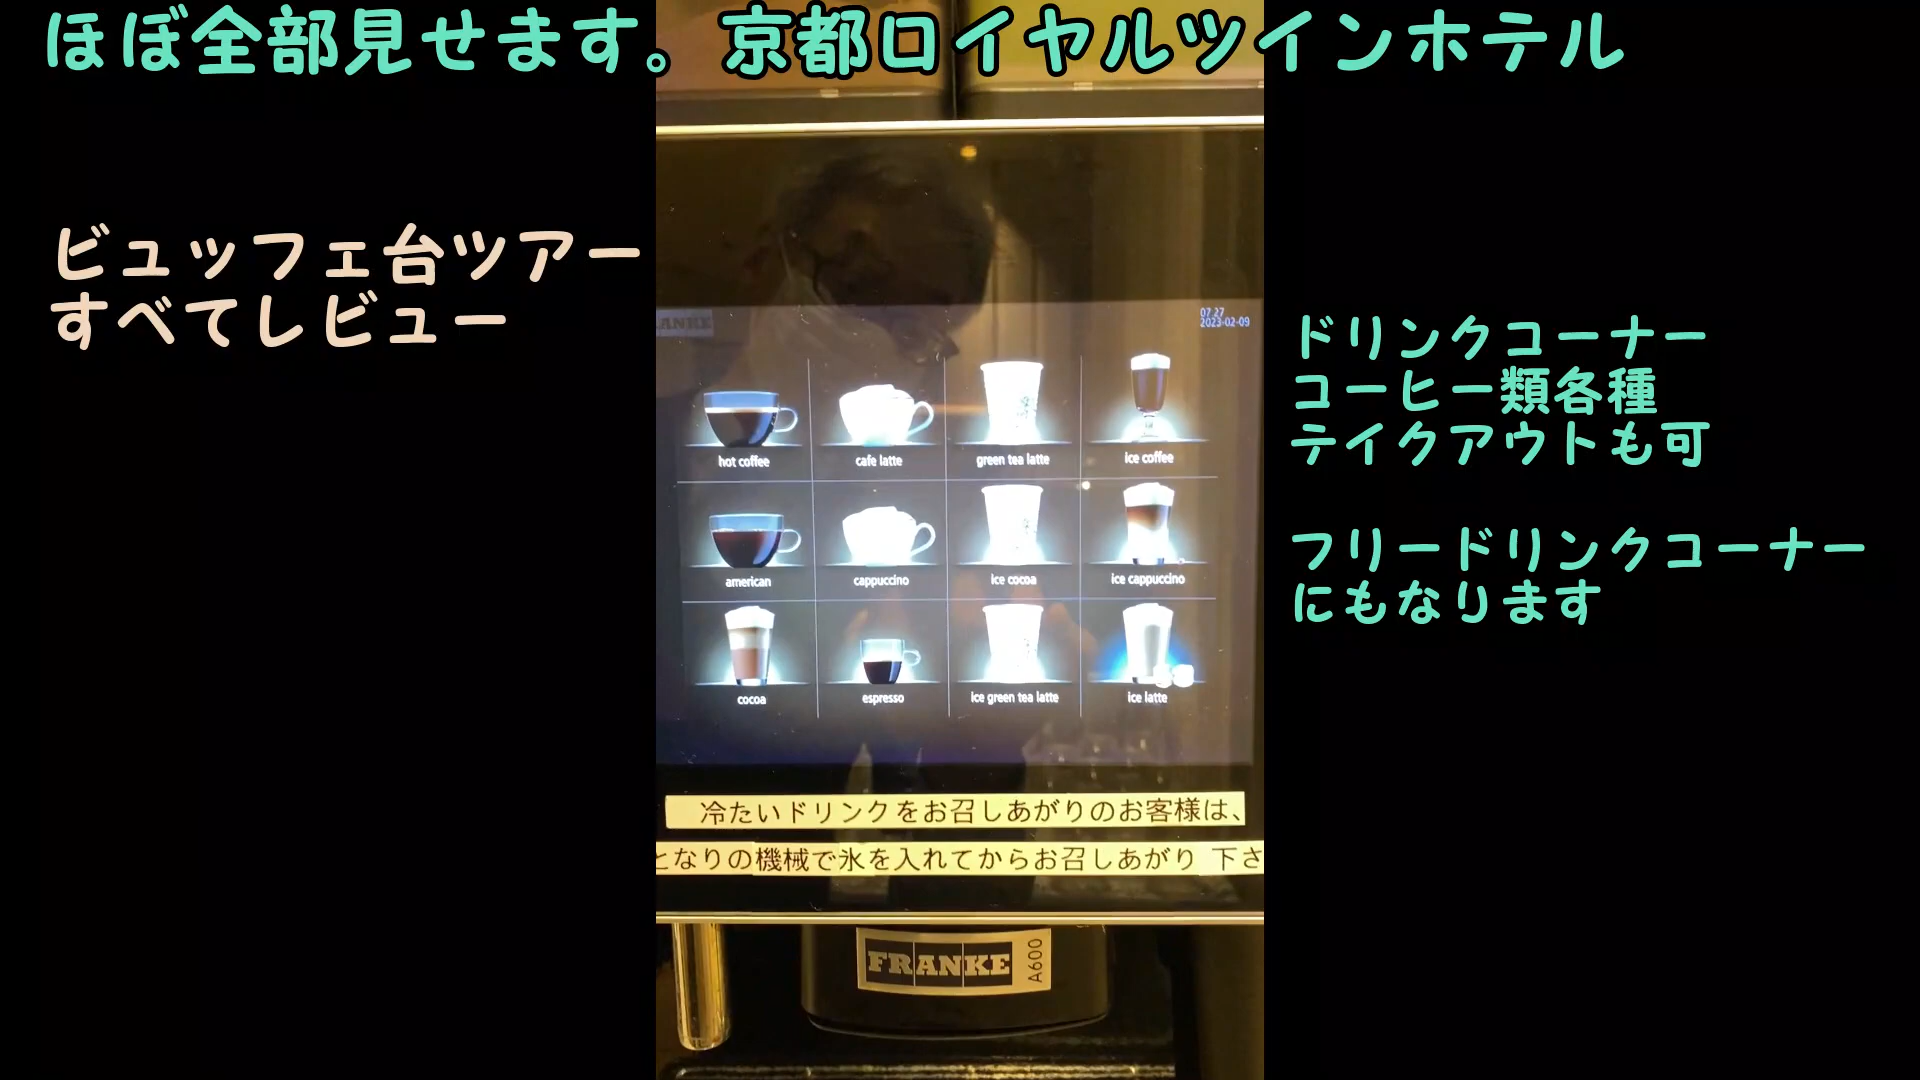 ほぼ全部見せます。京都ロイヤルツインホテル
ビュッフェ台ツアー
すべてレビュー
ドリンクコーナー
コーヒー類各種
テイクアウトも可
フリードリンクコーナー
にもなります
07 27
2023-02-09
hot coffee
cafe latte
green tea latte
ice coffee
american
cappuccino
ice cocoa
ice cappuccino
cocoa
espresso
ice green tea latte
ice latte
冷たいドリンクをお召しあがりのお客様は、
となりの機械で氷を入れてからお召しあがり 下さ
FRANKE A600